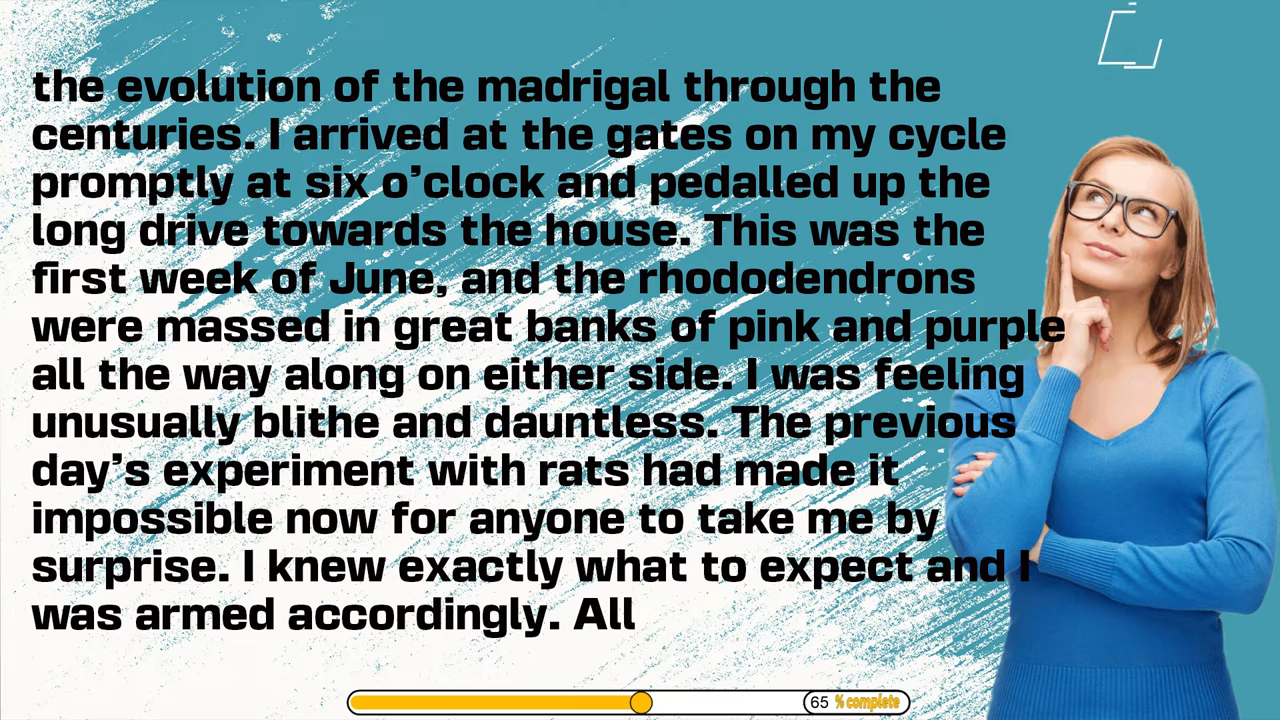 the evolution of the madrigal through the
centuries. I arrived at the gates on my cycle
promptly at six o’clock and pedalled up the
long drive towards the house. This was the
first week of June, and the rhododendrons
were massed in great banks of pink and purple
all the way along on either side. I was feeling
unusually blithe and dauntless. The previous
day’s experiment with rats had made it
impossible now for anyone to take me by
surprise. I knew exactly what to expect and I
was armed accordingly. All
65 % complete